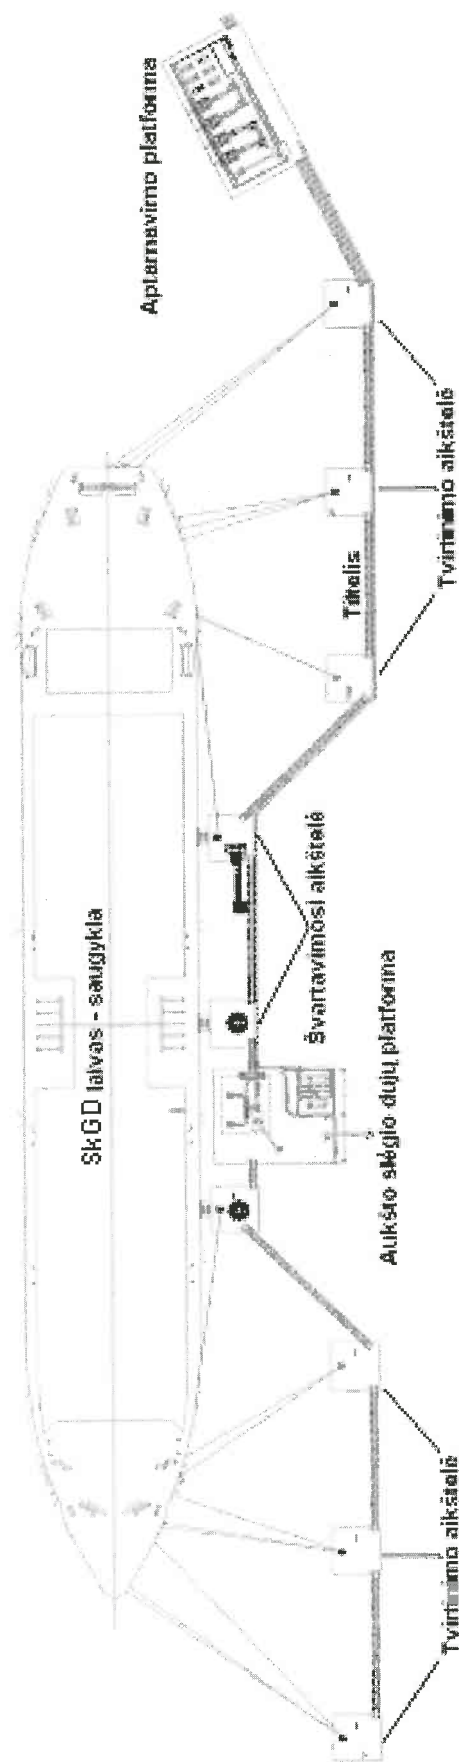 Aptarnavimo platforma
Tvirtinimo aikštelė
Tiltelis
SkGD laivas - saugykla
Švartavimosi aikštelė
Aukšto slėgio dujų platforma
Tvirtinimo aikštelė